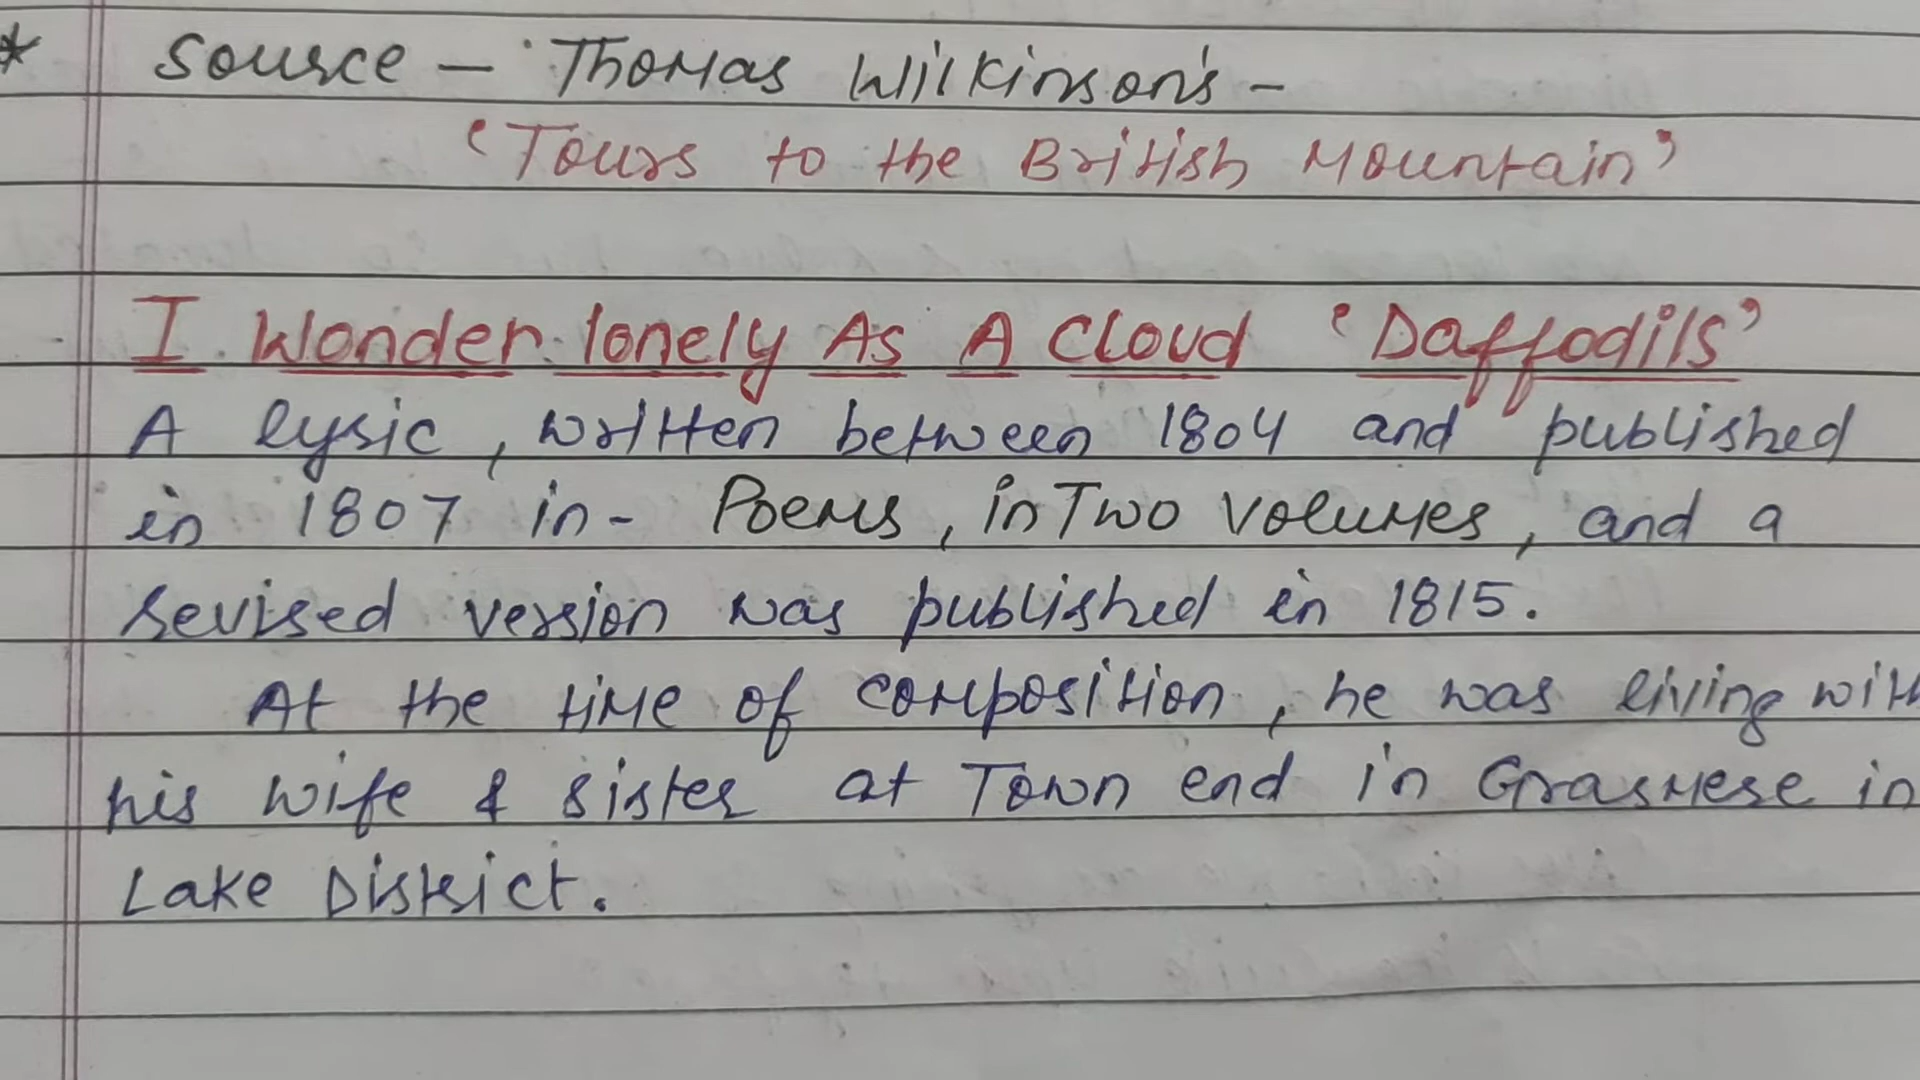 * Source – Thomas Wilkinson's –
'Tours to the British Mountain'
I Wonder lonely As A Cloud 'Daffodils'
A lyric, written between 1804 and published
in 1807 in - Poems, in Two Volumes, and a
revised version was published in 1815.
At the time of composition, he was living with
his wife & sister at Town end in Grasmere in
Lake District.